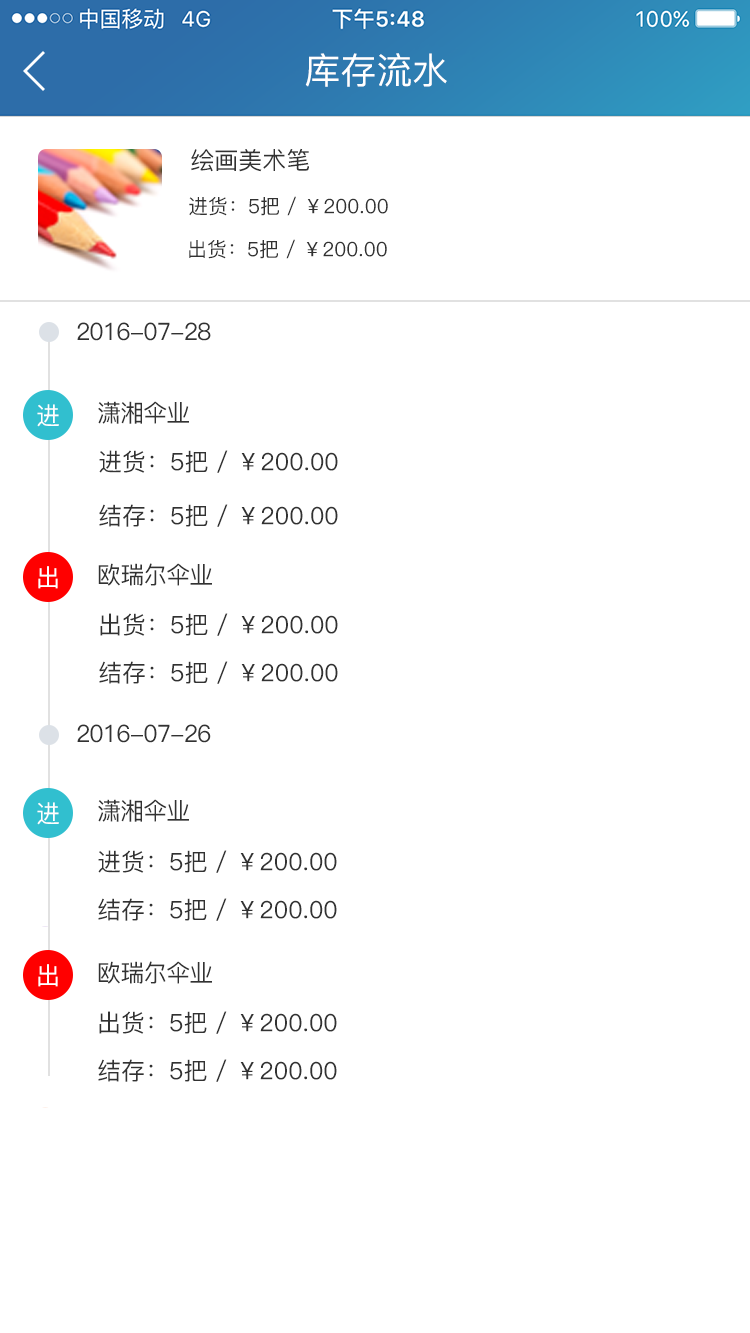 中国移动 4G 下午5:48 100%
库存流水
绘画美术笔
进货：5把 / ￥200.00
出货：5把 / ￥200.00
2016-07-28
进 潇湘伞业
进货：5把 / ￥200.00
结存：5把 / ￥200.00
出 欧瑞尔伞业
出货：5把 / ￥200.00
结存：5把 / ￥200.00
2016-07-26
进 潇湘伞业
进货：5把 / ￥200.00
结存：5把 / ￥200.00
出 欧瑞尔伞业
出货：5把 / ￥200.00
结存：5把 / ￥200.00